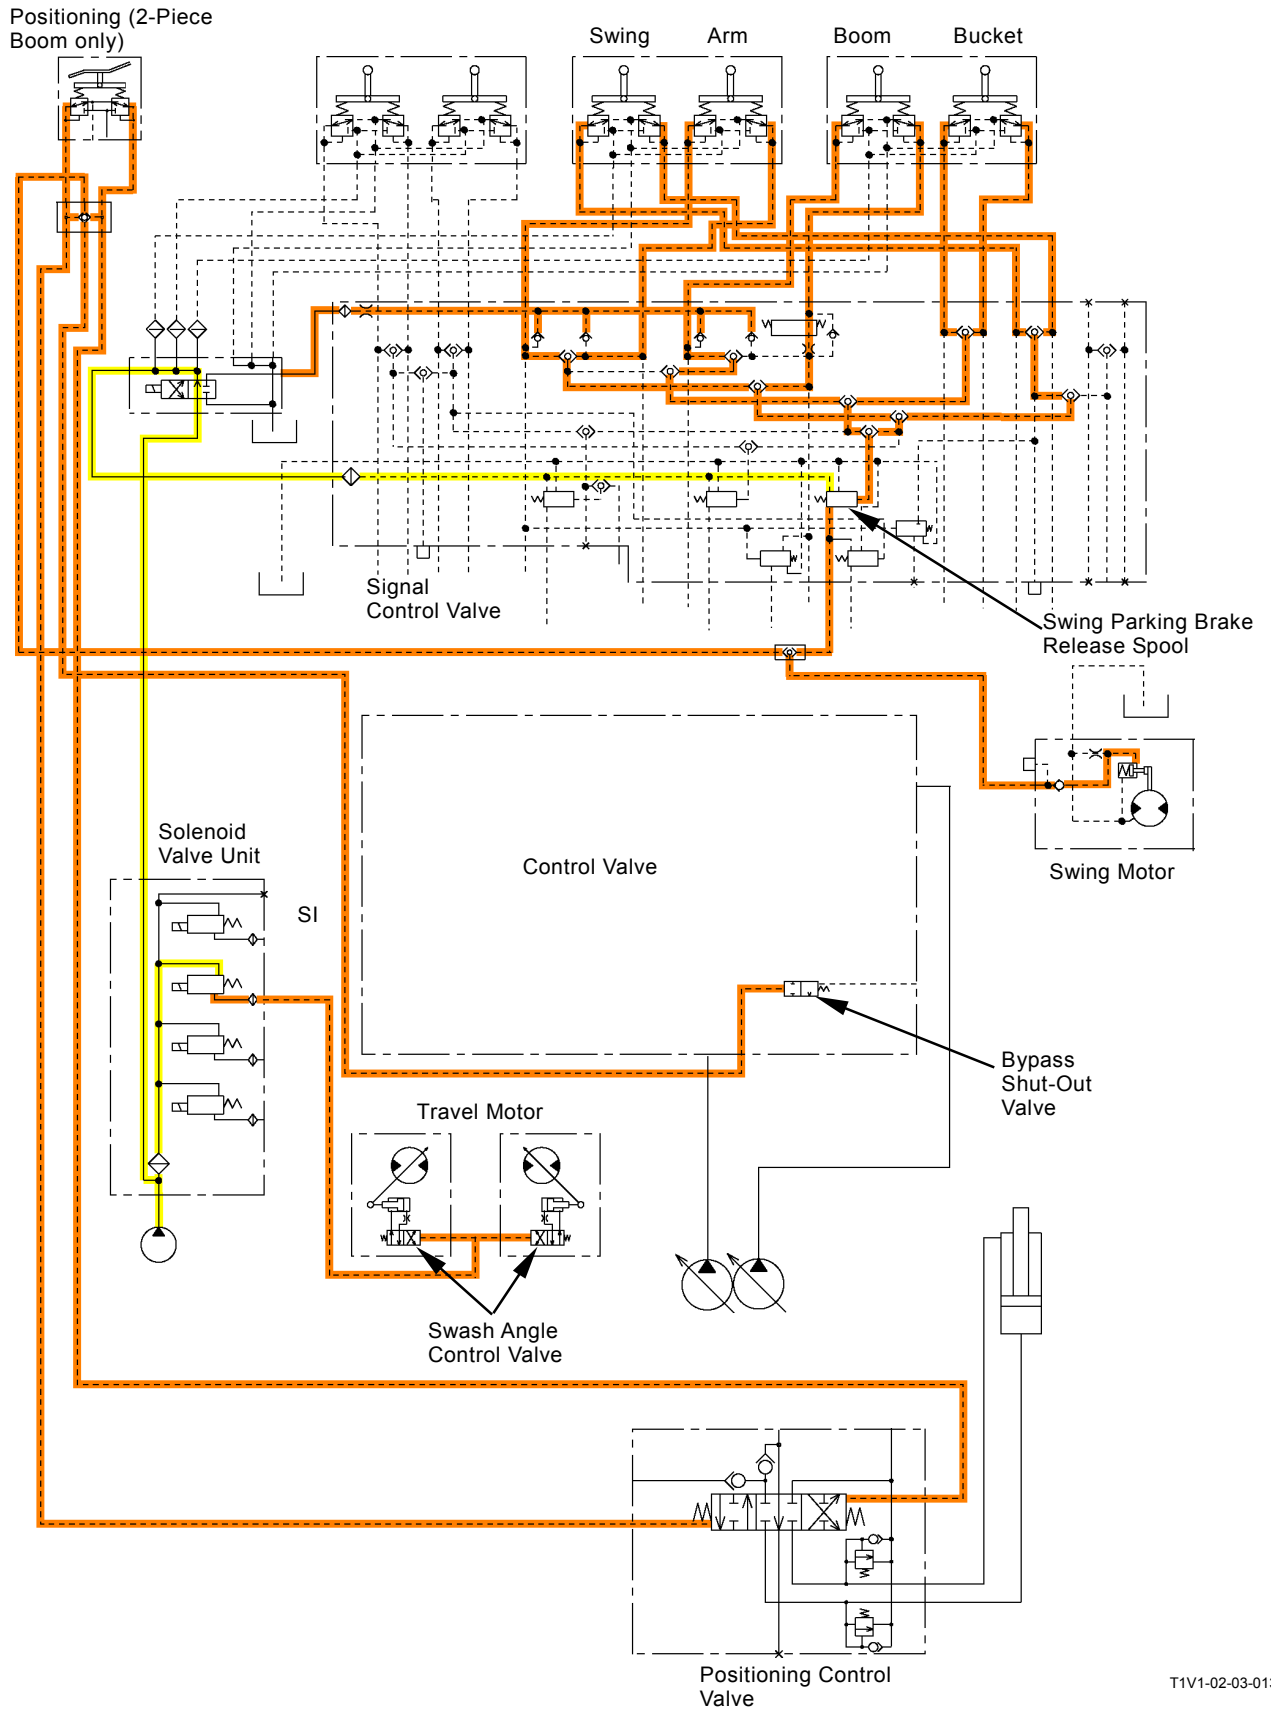 Positioning (2-Piece
Boom only)
Swing
Arm
Boom
Bucket
Signal
Control Valve
Swing Parking Brake
Release Spool
Solenoid
Valve Unit
SI
Control Valve
Swing Motor
Bypass
Shut-Out
Valve
Travel Motor
Swash Angle
Control Valve
Positioning Control
Valve